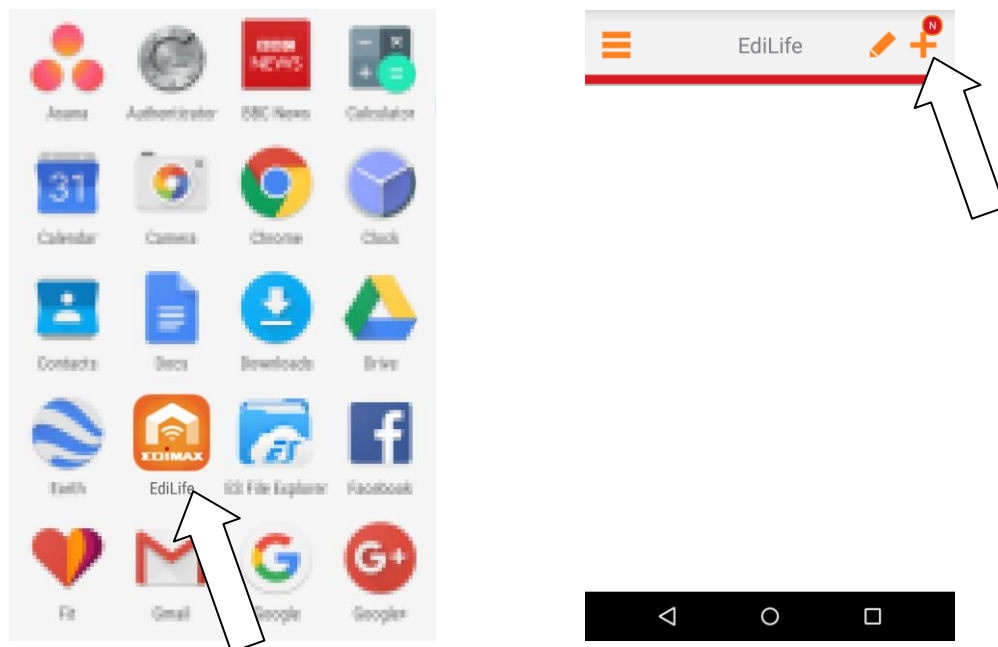 Asana Authenticator BBC News Calculator
BBC NEWS
31
Calendar Camera Chrome Clock
Contacts Docs Downloads Drive
EDIMAX
Earth EdiLife ES File Explorer Facebook
G+
Fit Gmail Google Google+
EdiLife
N